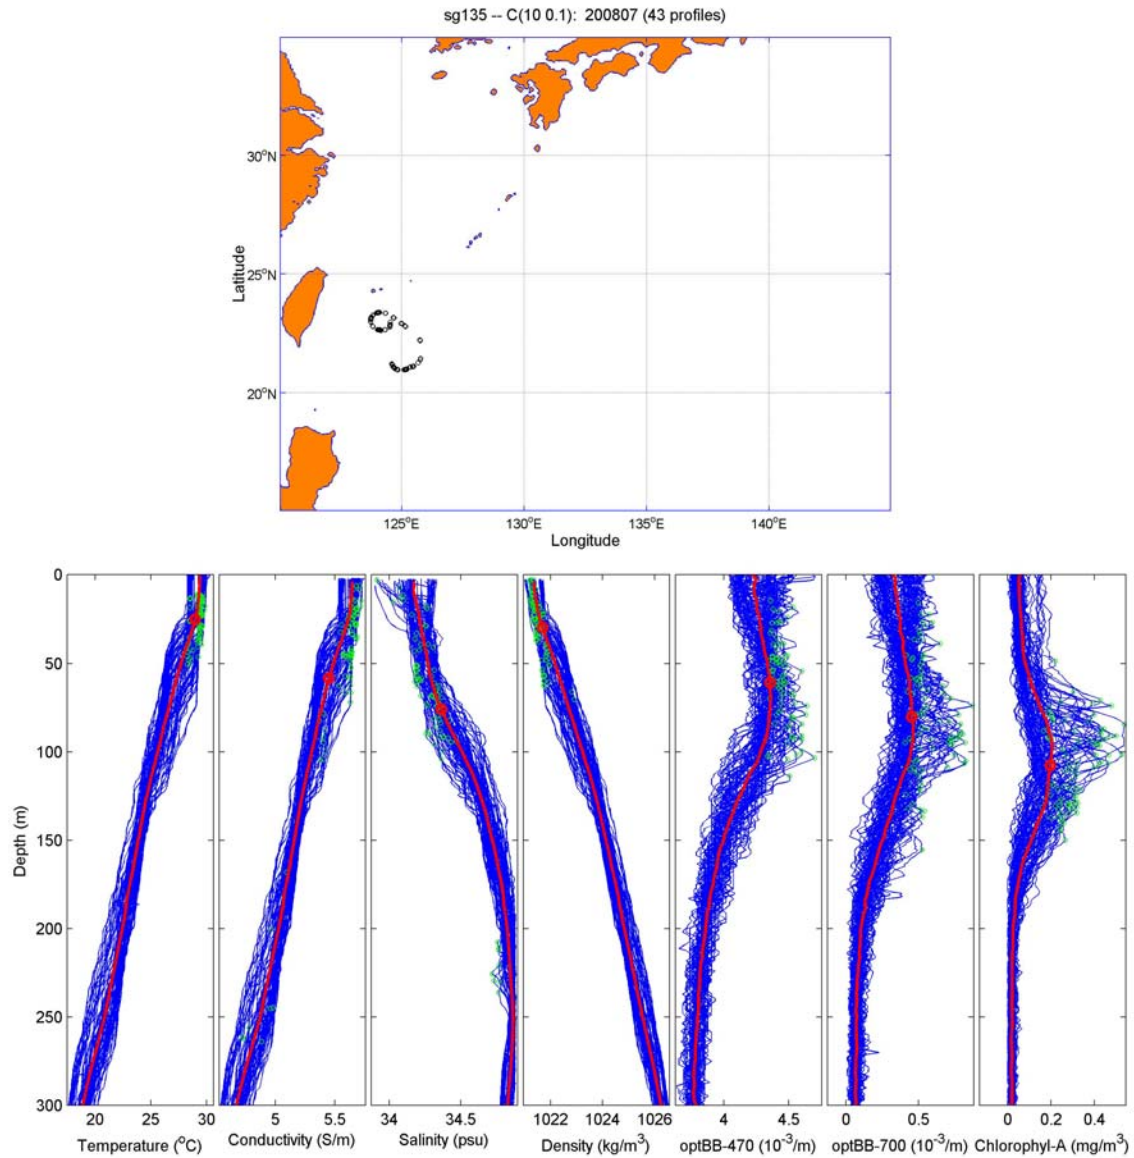 sg135 -- C(10 0.1): 200807 (43 profiles)
30°N
25°N
20°N
Latitude
125°E 130°E 135°E 140°E
Longitude
0
50
100
150
200
250
300
Depth (m)
20 25 30
5 5.5
34 34.5
1022 1024 1026
4 4.5
0 0.5
0 0.2 0.4
Temperature (°C)
Conductivity (S/m)
Salinity (psu)
Density (kg/m³)
optBB-470 (10⁻³/m)
optBB-700 (10⁻³/m)
Chlorophyl-A (mg/m³)